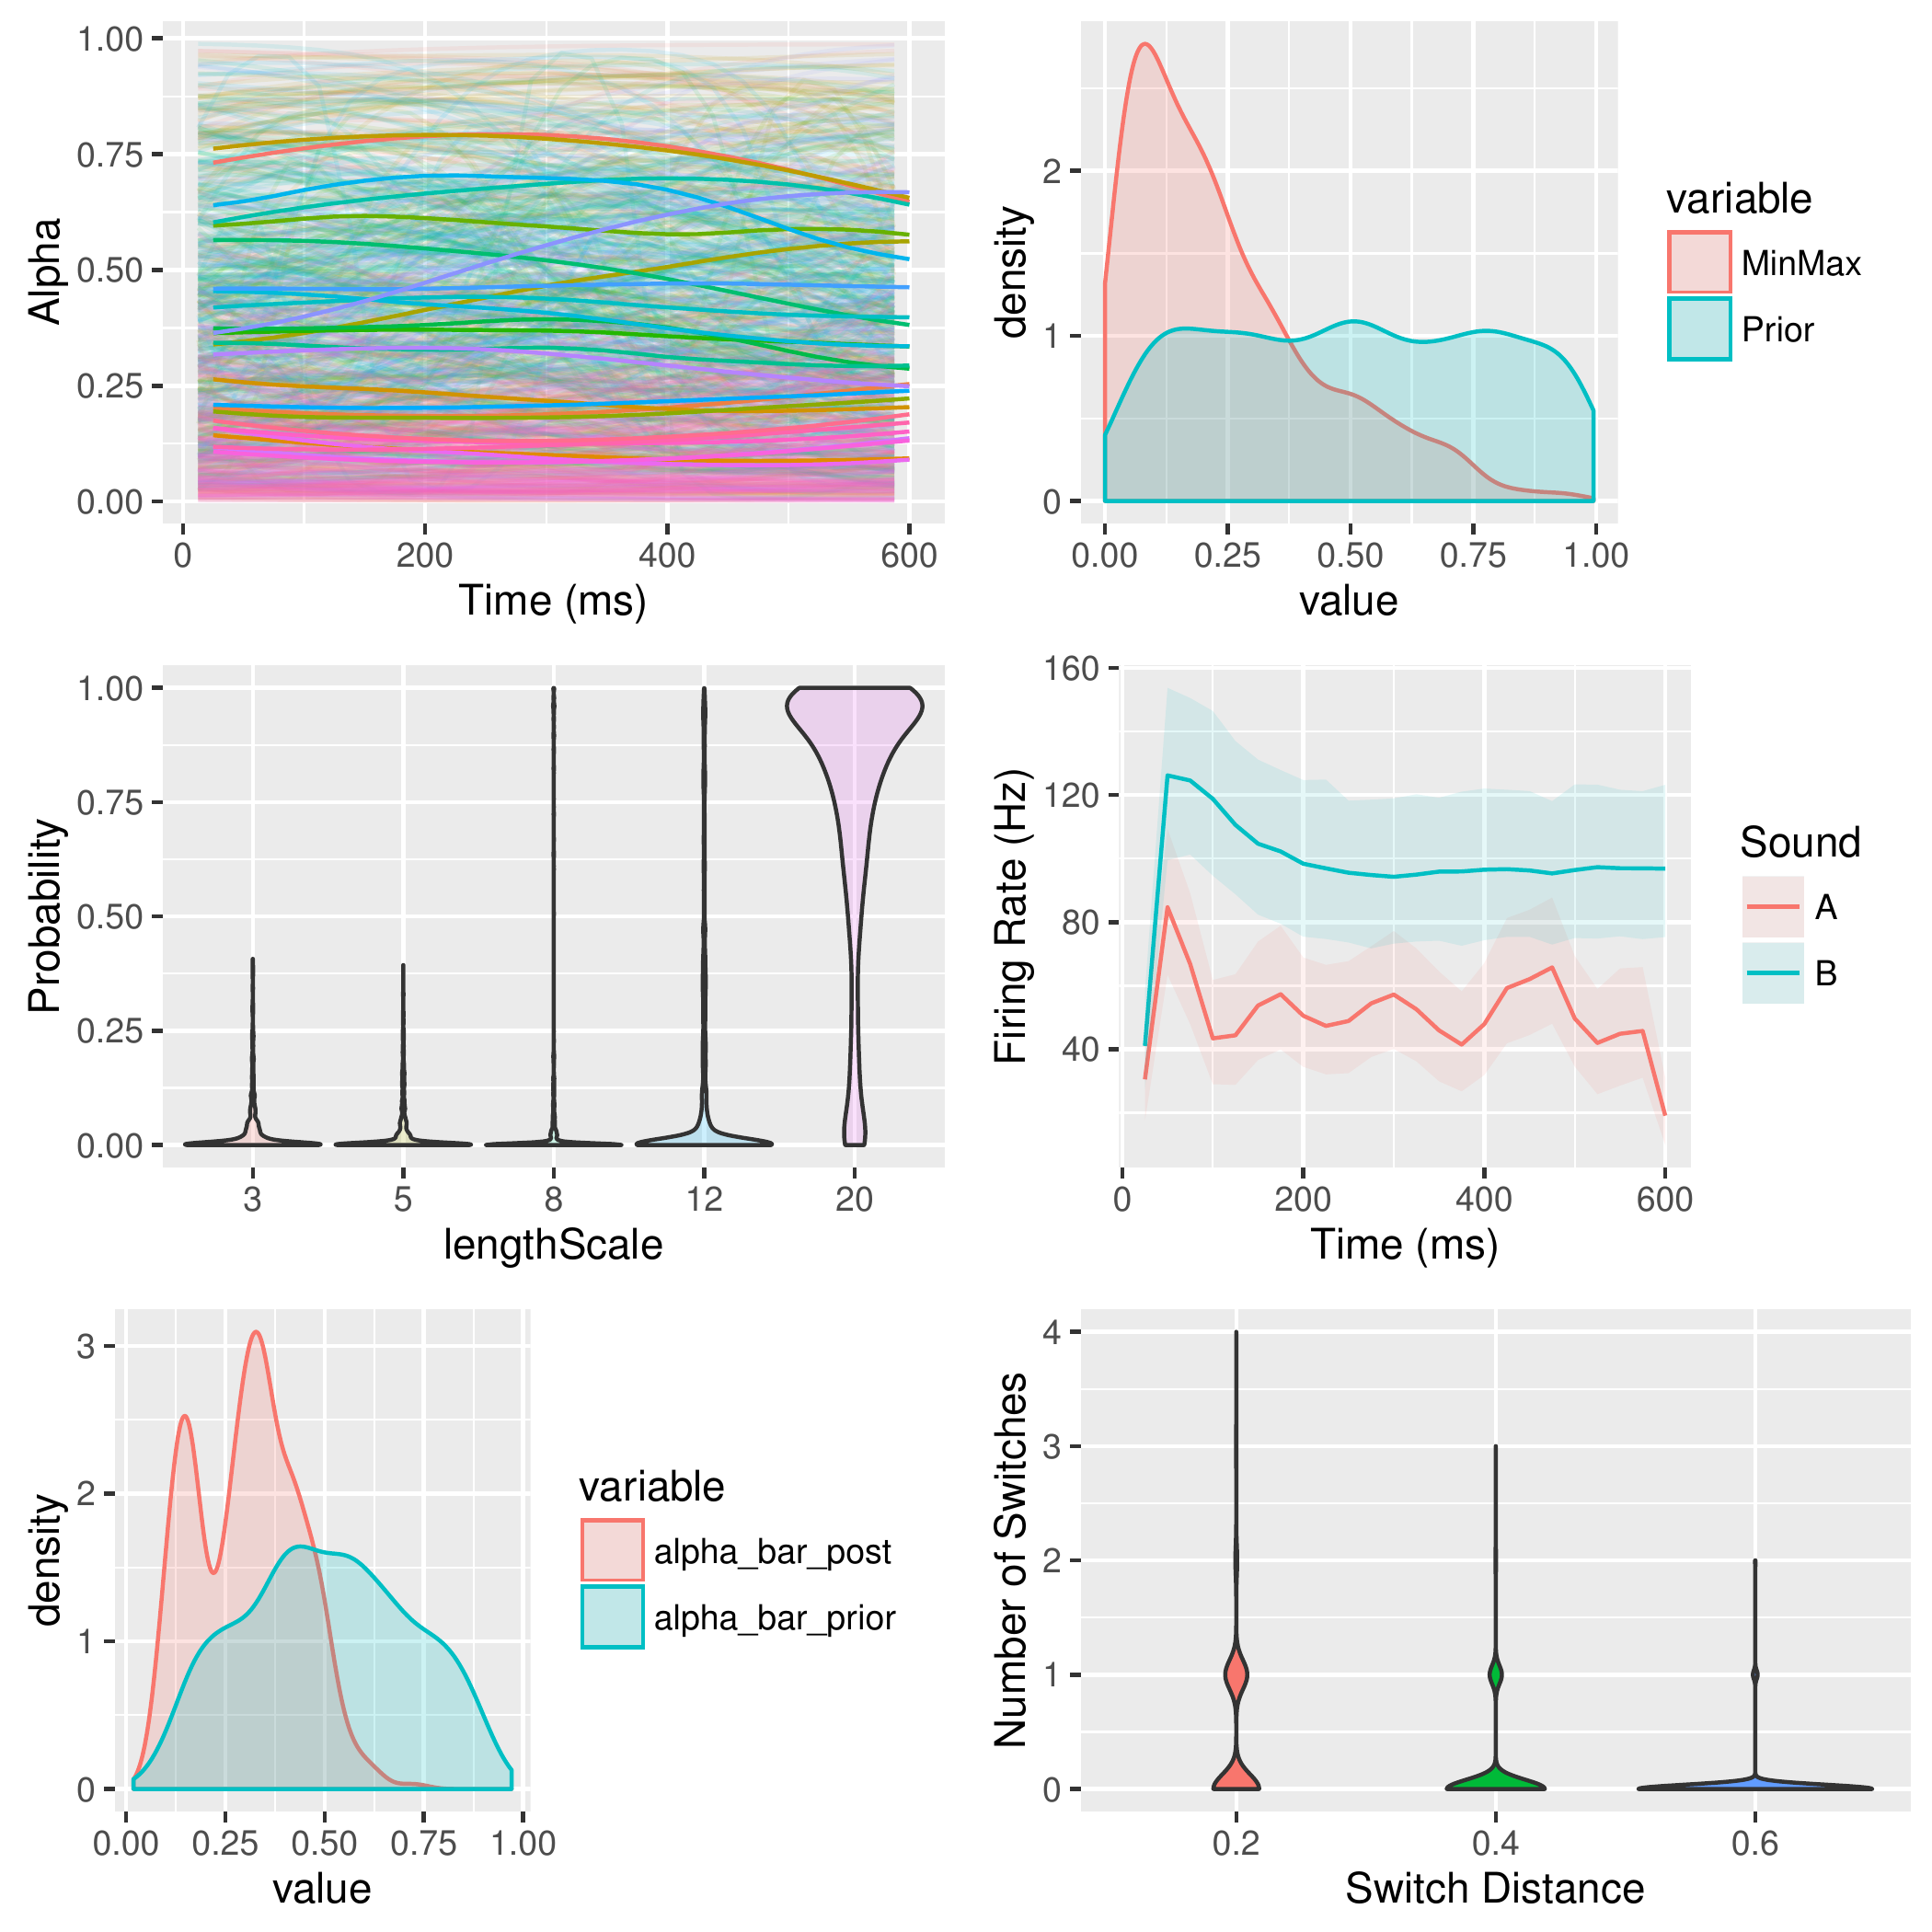 1.00
0.75
0.50
0.25
0.00
Alpha
0 200 400 600
Time (ms)
2
1
0
density
0.00 0.25 0.50 0.75 1.00
value
variable
MinMax
Prior
1.00
0.75
0.50
0.25
0.00
Probability
3 5 8 12 20
lengthScale
160
120
80
40
Firing Rate (Hz)
0 200 400 600
Time (ms)
Sound
A
B
3
2
1
0
density
0.00 0.25 0.50 0.75 1.00
value
variable
alpha_bar_post
alpha_bar_prior
4
3
2
1
0
Number of Switches
0.2 0.4 0.6
Switch Distance